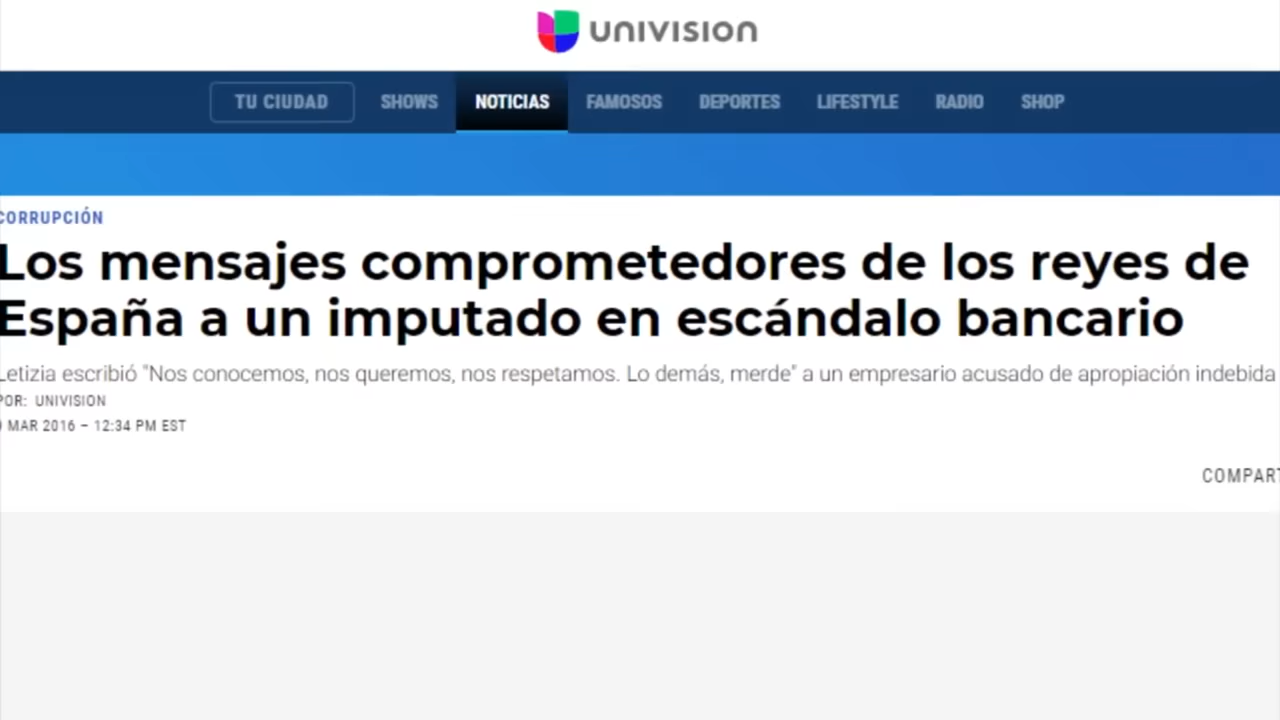 UNIVISION
TU CIUDAD SHOWS NOTICIAS FAMOSOS DEPORTES LIFESTYLE RADIO SHOP
CORRUPCIÓN
Los mensajes comprometedores de los reyes de
España a un imputado en escándalo bancario
Letizia escribió "Nos conocemos, nos queremos, nos respetamos. Lo demás, merde" a un empresario acusado de apropiación indebida
POR: UNIVISION
MAR 2016 – 12:34 PM EST
COMPART